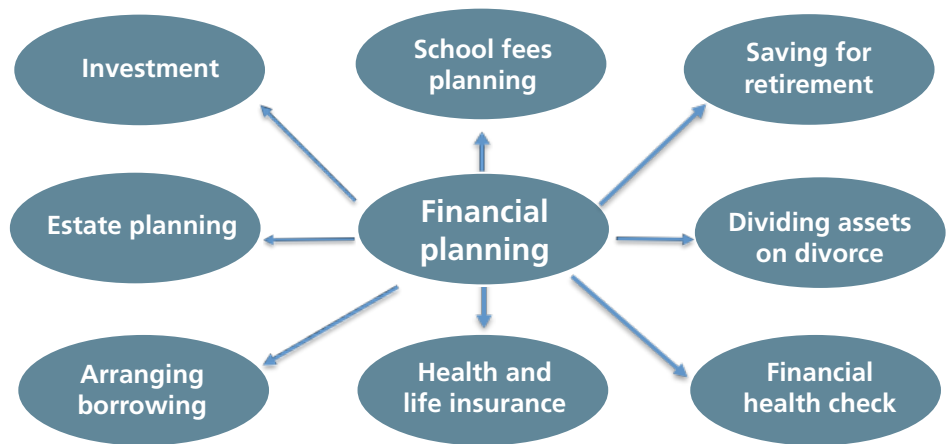 Investment
School fees
planning
Saving for
retirement
Estate planning
Financial
planning
Dividing assets
on divorce
Arranging
borrowing
Health and
life insurance
Financial
health check